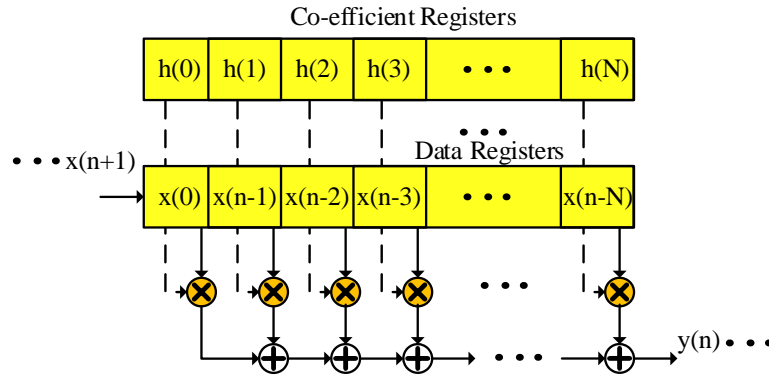 Co-efficient Registers
h(0) h(1) h(2) h(3) • • • h(N)
• • •
Data Registers
• • • x(n+1)
x(0) x(n-1) x(n-2) x(n-3) • • • x(n-N)
• • •
y(n) • • •
• • •